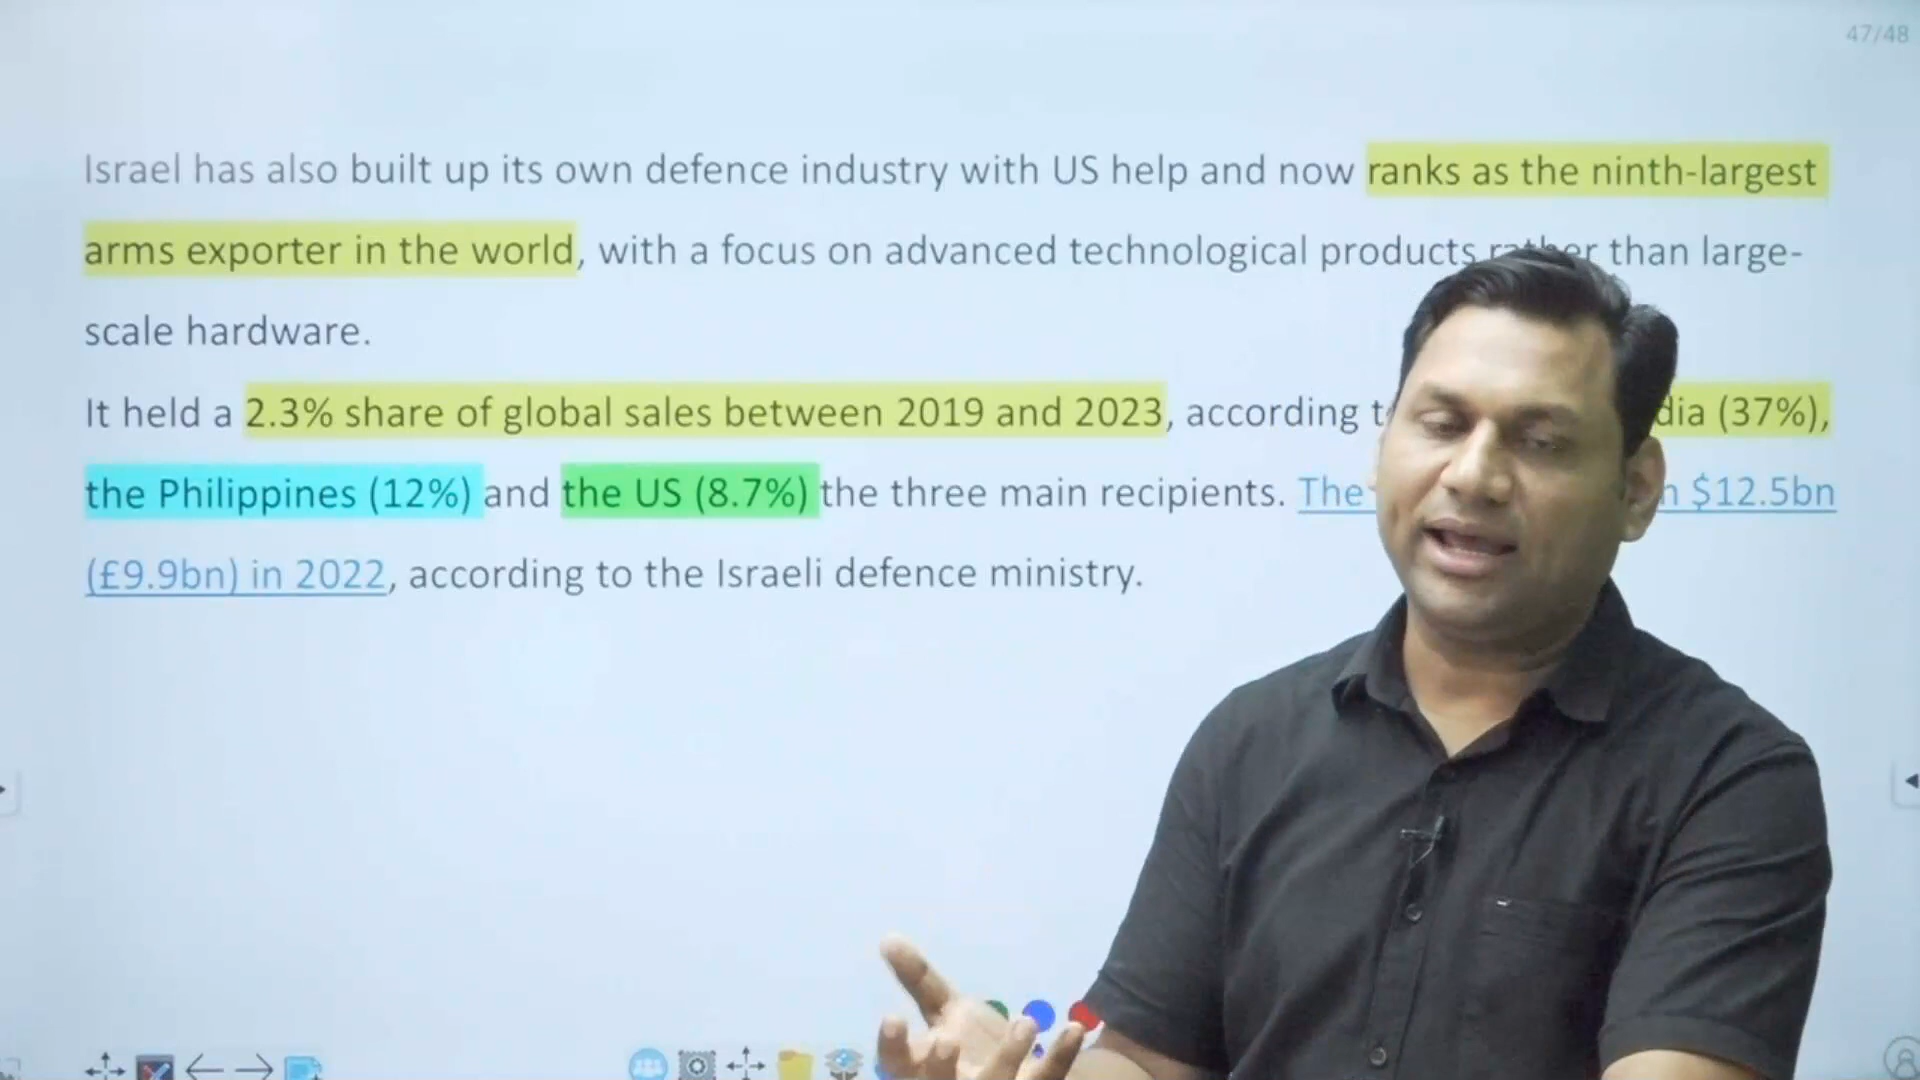 47/48
Israel has also built up its own defence industry with US help and now ranks as the ninth-largest
arms exporter in the world, with a focus on advanced technological products rather than large-
scale hardware.
It held a 2.3% share of global sales between 2019 and 2023, according (37%),
the Philippines (12%) and the US (8.7%) the three main recipients. The $12.5bn
(£9.9bn) in 2022, according to the Israeli defence ministry.